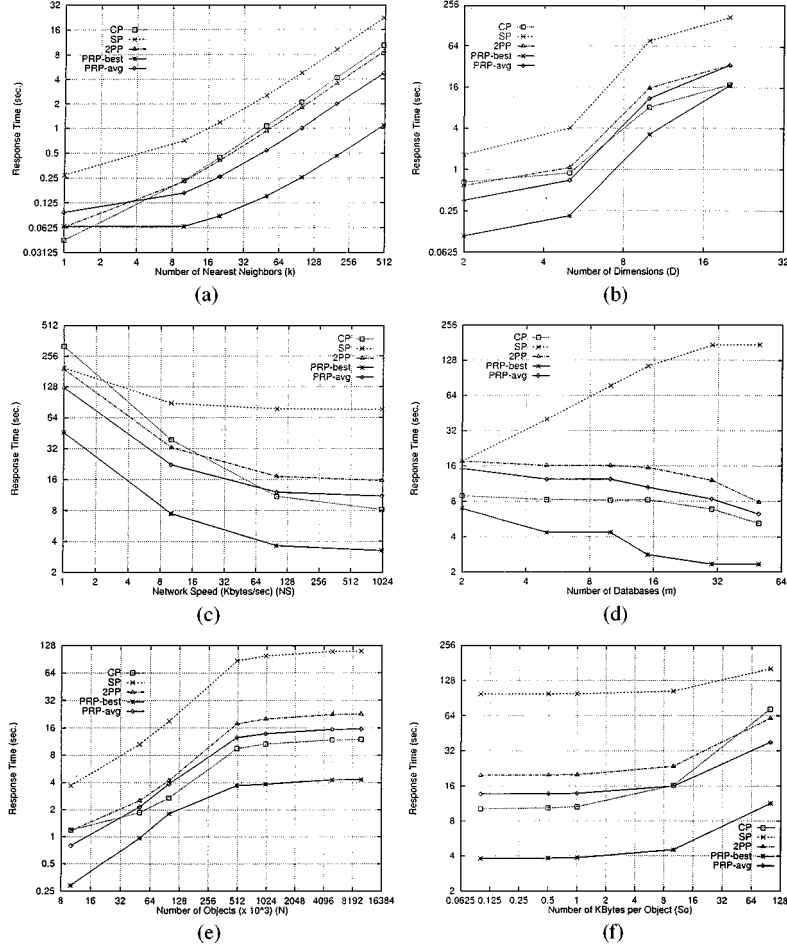 32
16
8
4
2
1
0.5
0.25
0.125
0.0625
0.03125
Response Time (sec.)
CP
SP
2PP
PRP-best
PRP-avg
1 2 4 8 16 32 64 128 256 512
Number of Nearest Neighbors (k)
(a)
256
64
16
4
1
0.25
0.0625
Response Time (sec.)
CP
SP
2PP
PRP-best
PRP-avg
2 4 8 16 32
Number of Dimensions (D)
(b)
512
256
128
64
32
16
8
4
2
Response Time (sec.)
CP
SP
2PP
PRP-best
PRP-avg
1 2 4 8 16 32 64 128 256 512 1024
Network Speed (Kbytes/sec) (NS)
(c)
256
128
64
32
16
8
4
2
Response Time (sec.)
CP
SP
2PP
PRP-best
PRP-avg
2 4 8 16 32 64
Number of Databases (m)
(d)
128
64
32
16
8
4
2
1
0.5
0.25
Response Time (sec.)
CP
SP
2PP
PRP-best
PRP-avg
8 16 32 64 128 256 512 1024 2048 4096 8192 16384
Number of Objects (x 10^3) (N)
(e)
256
128
64
32
16
8
4
2
Response Time (sec.)
CP
SP
2PP
PRP-best
PRP-avg
0.0625 0.125 0.25 0.5 1 2 4 8 16 32 64 128
Number of KBytes per Object (So)
(f)